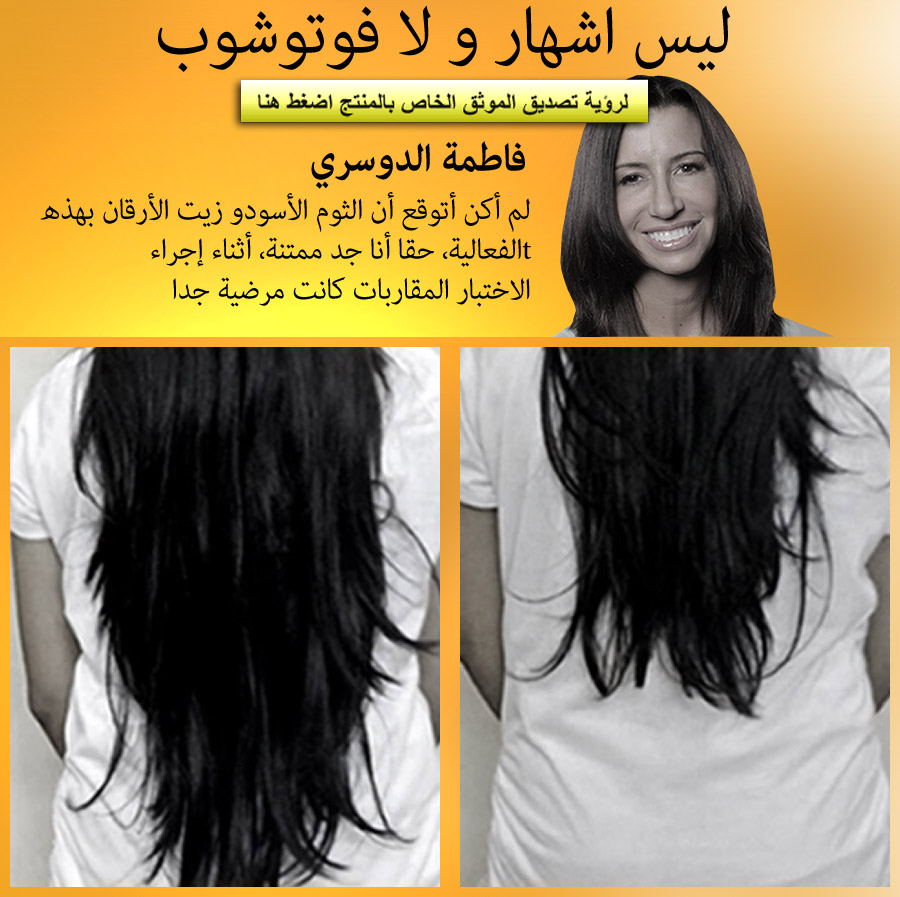 ليس اشهار و لا فوتوشوب
لرؤية تصديق الموثق الخاص بالمنتج اضغط هنا
فاطمة الدوسري
لم أكن أتوقع أن الثوم الأسودو زيت الأرقان بهذه
tالفعالية، حقا أنا جد ممتنة، أثناء إجراء
الاختبار المقاربات كانت مرضية جدا